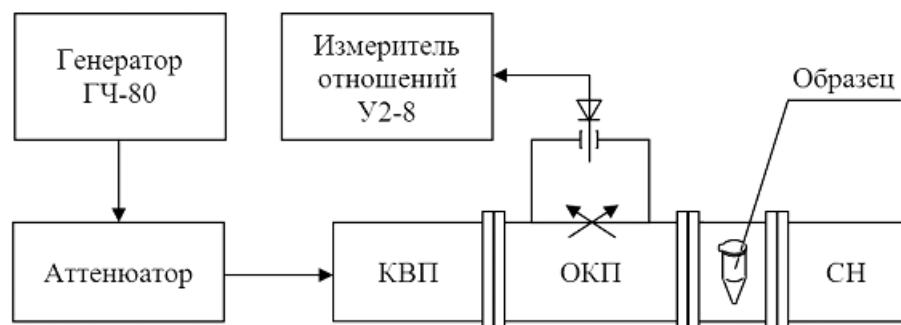 Генератор
ГЧ-80
Измеритель
отношений
У2-8
Образец
Аттенюатор
КВП
ОКП
СН